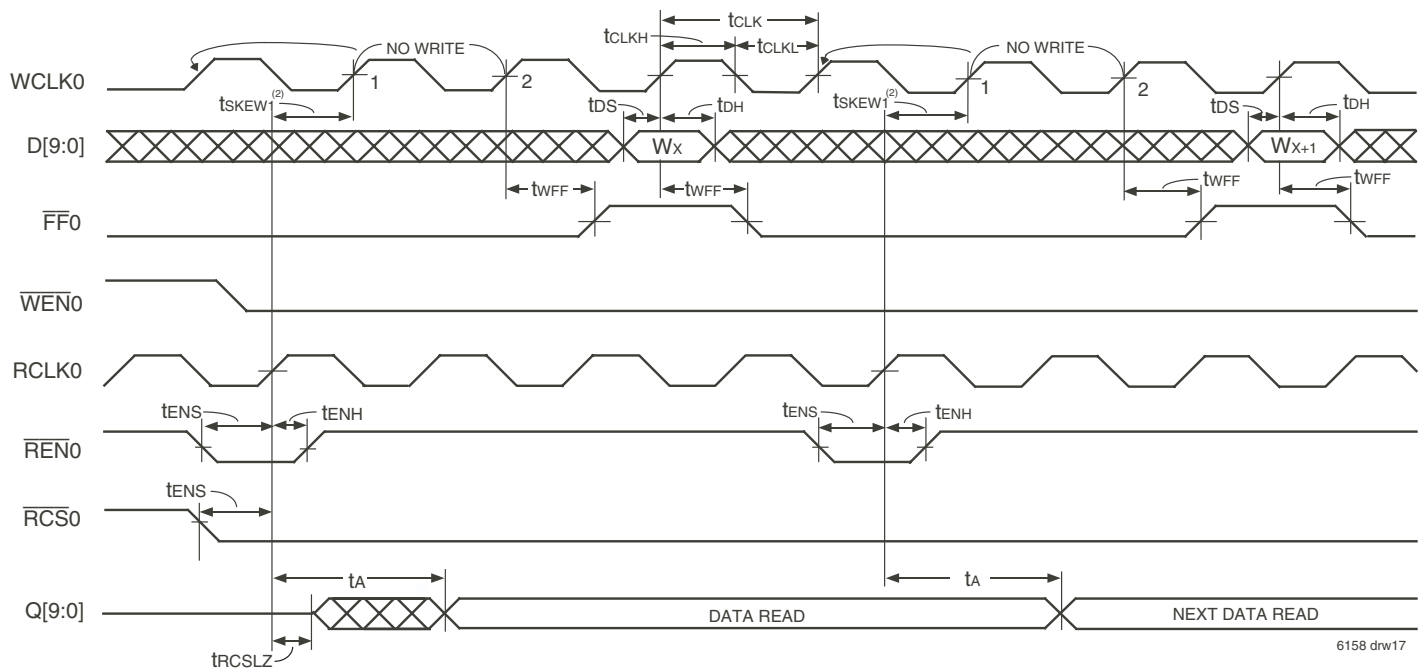 tCLK
NO WRITE
tCLKH
tCLKL
NO WRITE
WCLK0
1
2
1
2
tSKEW1(2)
tDS
tDH
tSKEW1(2)
tDS
tDH
D[9:0]
WX
WX+1
tWFF
tWFF
tWFF
tWFF
FF0
WEN0
RCLK0
tENS
tENH
tENS
tENH
REN0
tENS
RCS0
tA
tA
Q[9:0]
DATA READ
NEXT DATA READ
tRCSLZ
6158 drw17